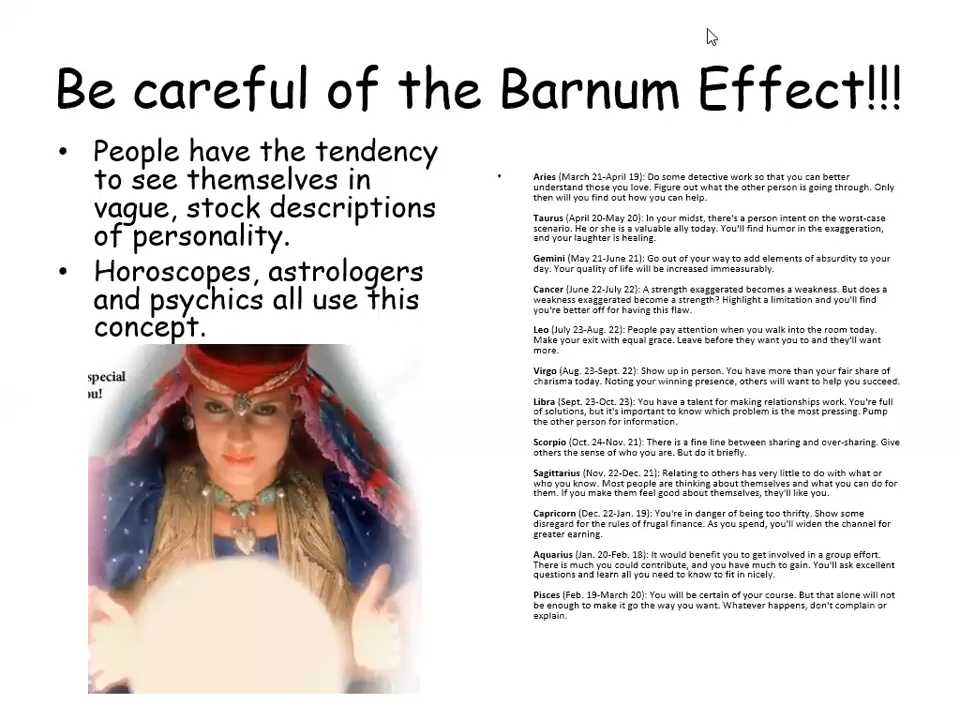 Be careful of the Barnum Effect!!!
• People have the tendency
to see themselves in
vague, stock descriptions
of personality.
• Horoscopes, astrologers
and psychics all use this
concept.
special
ou!
• Aries (March 21-April 19): Do some detective work so that you can better
understand those you love. Figure out what the other person is going through. Only
then will you find out how you can help.
Taurus (April 20-May 20): In your midst, there's a person intent on the worst-case
scenario. He or she is a valuable ally today. You'll find humor in the exaggeration,
and your laughter is healing.
Gemini (May 21-June 21): Go out of your way to add elements of absurdity to your
day. Your quality of life will be increased immeasurably.
Cancer (June 22-July 22): A strength exaggerated becomes a weakness. But does a
weakness exaggerated become a strength? Highlight a limitation and you'll find
you're better off for having this flaw.
Leo (July 23-Aug. 22): People pay attention when you walk into the room today.
Make your exit with equal grace. Leave before they want you to and they'll want
more.
Virgo (Aug. 23-Sept. 22): Show up in person. You have more than your fair share of
charisma today. Noting your winning presence, others will want to help you succeed.
Libra (Sept. 23-Oct. 23): You have a talent for making relationships work. You're full
of solutions, but it's important to know which problem is the most pressing. Pump
the other person for information.
Scorpio (Oct. 24-Nov. 21): There is a fine line between sharing and over-sharing. Give
others the sense of who you are. But do it briefly.
Sagittarius (Nov. 22-Dec. 21): Relating to others has very little to do with what or
who you know. Most people are thinking about themselves and what you can do for
them. If you make them feel good about themselves, they'll like you.
Capricorn (Dec. 22-Jan. 19): You're in danger of being too thrifty. Show some
disregard for the rules of frugal finance. As you spend, you'll widen the channel for
greater earning.
Aquarius (Jan. 20-Feb. 18): It would benefit you to get involved in a group effort.
There is much you could contribute, and you have much to gain. You'll ask excellent
questions and learn all you need to know to fit in nicely.
Pisces (Feb. 19-March 20): You will be certain of your course. But that alone will not
be enough to make it go the way you want. Whatever happens, don't complain or
explain.